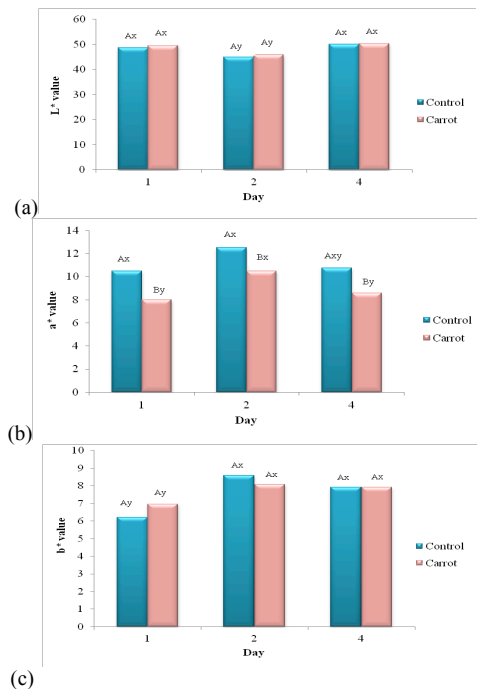 60
50
40
30
20
10
0
L* value
Ax Ax
Ay Ay
Ax Ax
1 2 4
Day
Control
Carrot
(a)
14
12
10
8
6
4
2
0
a* value
Ax
By
Ax
Bx
Axy
By
1 2 4
Day
Control
Carrot
(b)
10
9
8
7
6
5
4
3
2
1
0
b* value
Ay Ay
Ax Ax
Ax Ax
1 2 4
Day
Control
Carrot
(c)